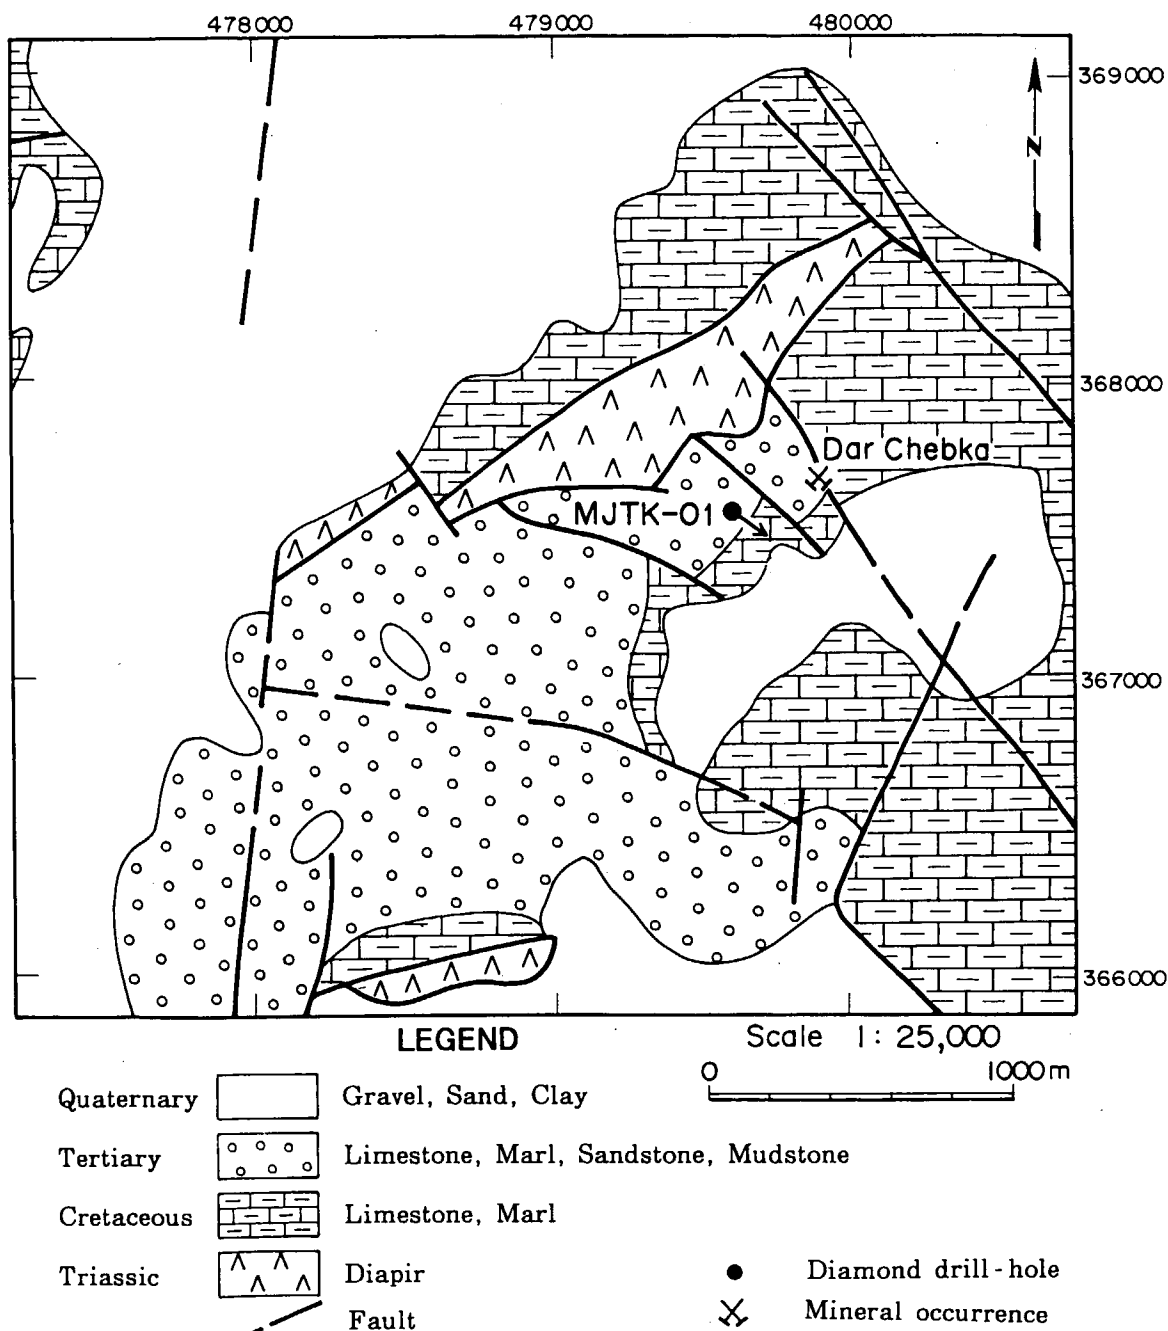 478000 479000 480000
369000
N
368000
Dar Chebka
MJTK-01
367000
366000
LEGEND
Scale 1: 25,000
0 1000m
Quaternary Gravel, Sand, Clay
Tertiary Limestone, Marl, Sandstone, Mudstone
Cretaceous Limestone, Marl
Triassic Diapir
Diamond drill-hole
Fault
Mineral occurrence